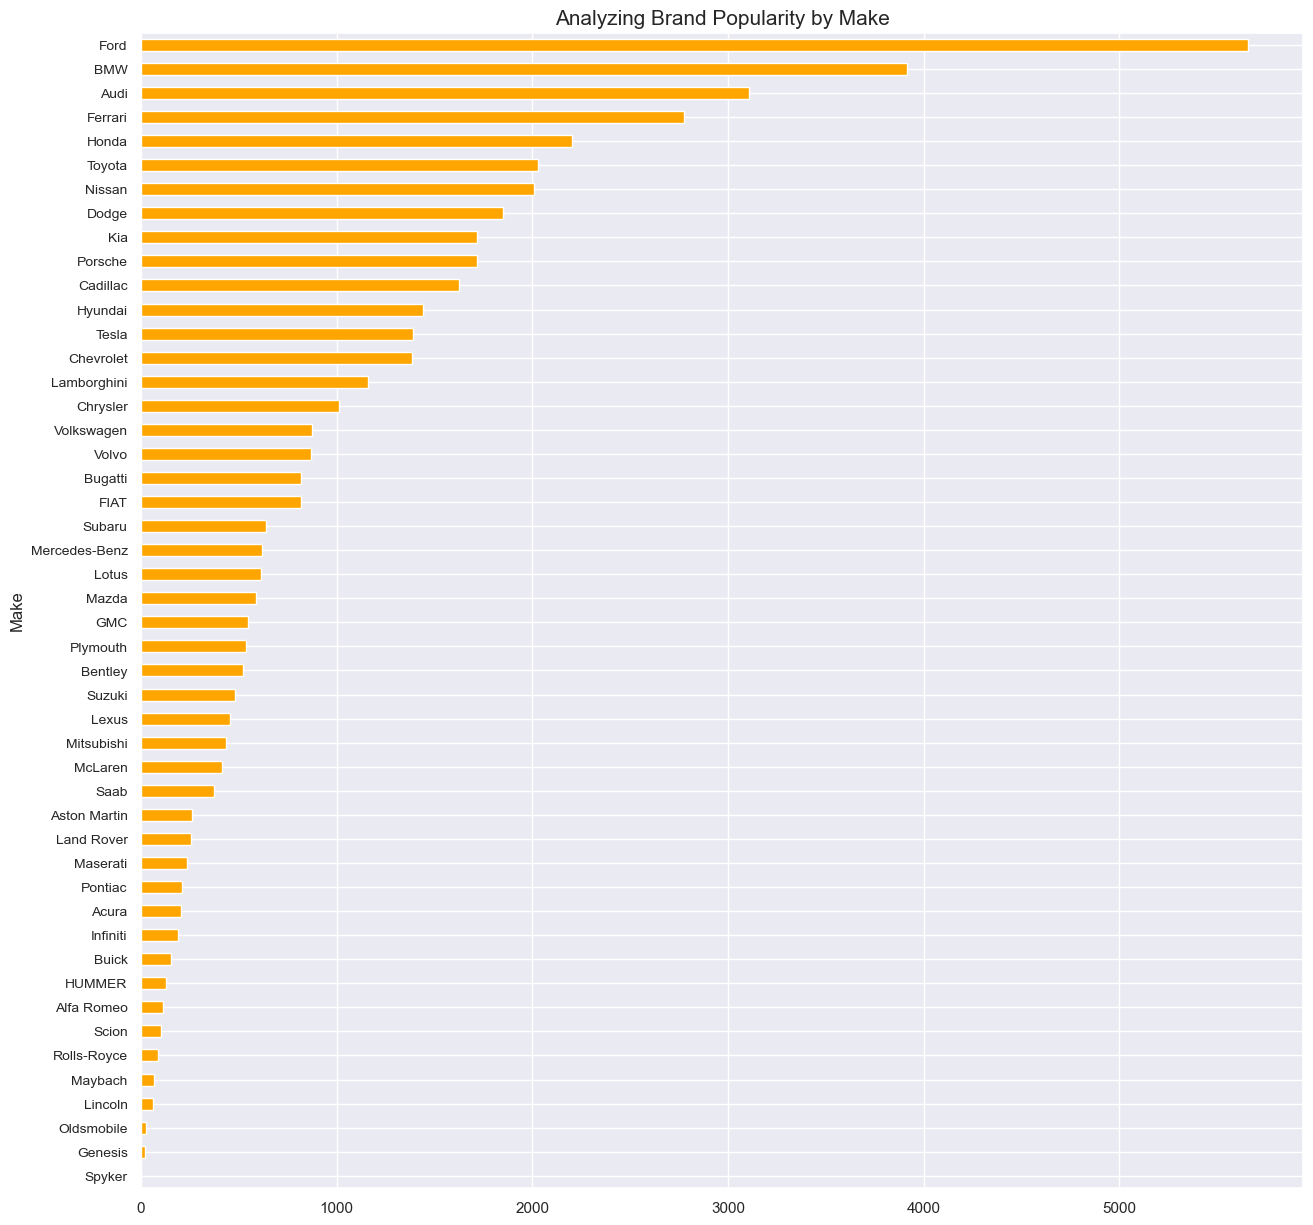 Analyzing Brand Popularity by Make
Ford
BMW
Audi
Ferrari
Honda
Toyota
Nissan
Dodge
Kia
Porsche
Cadillac
Hyundai
Tesla
Chevrolet
Lamborghini
Chrysler
Volkswagen
Volvo
Bugatti
FIAT
Subaru
Mercedes-Benz
Lotus
Mazda
GMC
Plymouth
Bentley
Suzuki
Lexus
Mitsubishi
McLaren
Saab
Aston Martin
Land Rover
Maserati
Pontiac
Acura
Infiniti
Buick
HUMMER
Alfa Romeo
Scion
Rolls-Royce
Maybach
Lincoln
Oldsmobile
Genesis
Spyker
Make
0 1000 2000 3000 4000 5000